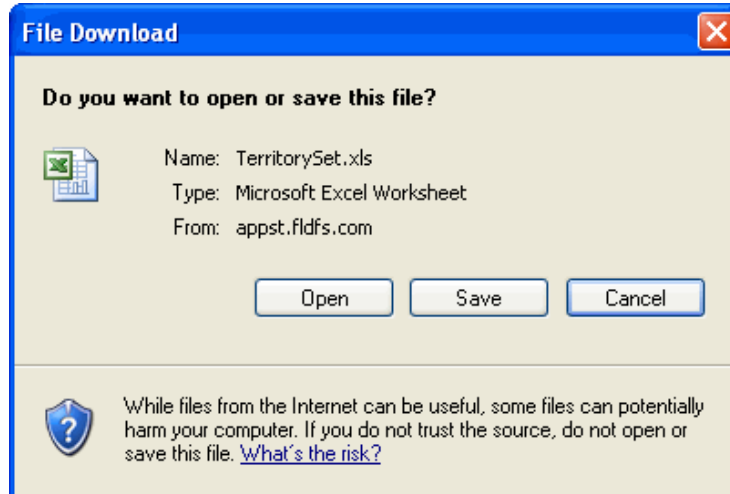 File Download
Do you want to open or save this file?
Name: TerritorySet.xls
Type: Microsoft Excel Worksheet
From: appst.fldfs.com
Open Save Cancel
While files from the Internet can be useful, some files can potentially
harm your computer. If you do not trust the source, do not open or
save this file. What's the risk?